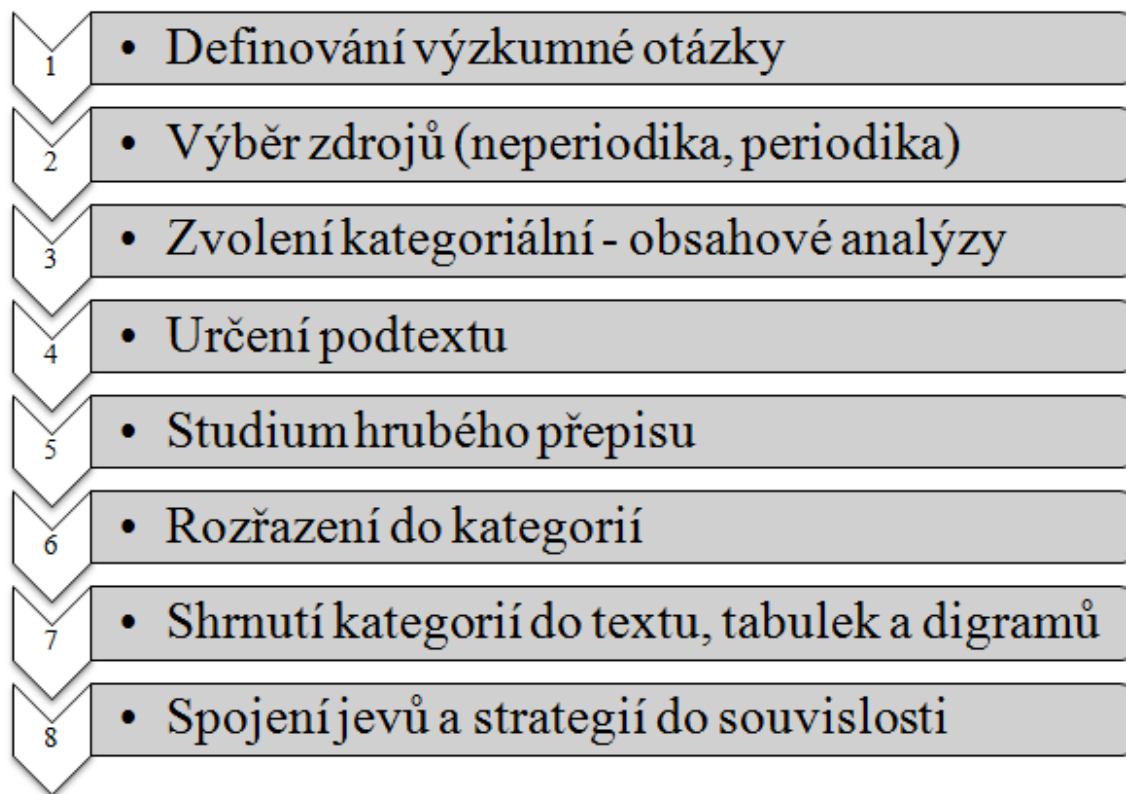 1 • Definování výzkumné otázky
2 • Výběr zdrojů (neperiodika, periodika)
3 • Zvolení kategoriální - obsahové analýzy
4 • Určení podtextu
5 • Studium hrubého přepisu
6 • Rozřazení do kategorií
7 • Shrnutí kategorií do textu, tabulek a digramů
8 • Spojení jevů a strategií do souvislosti